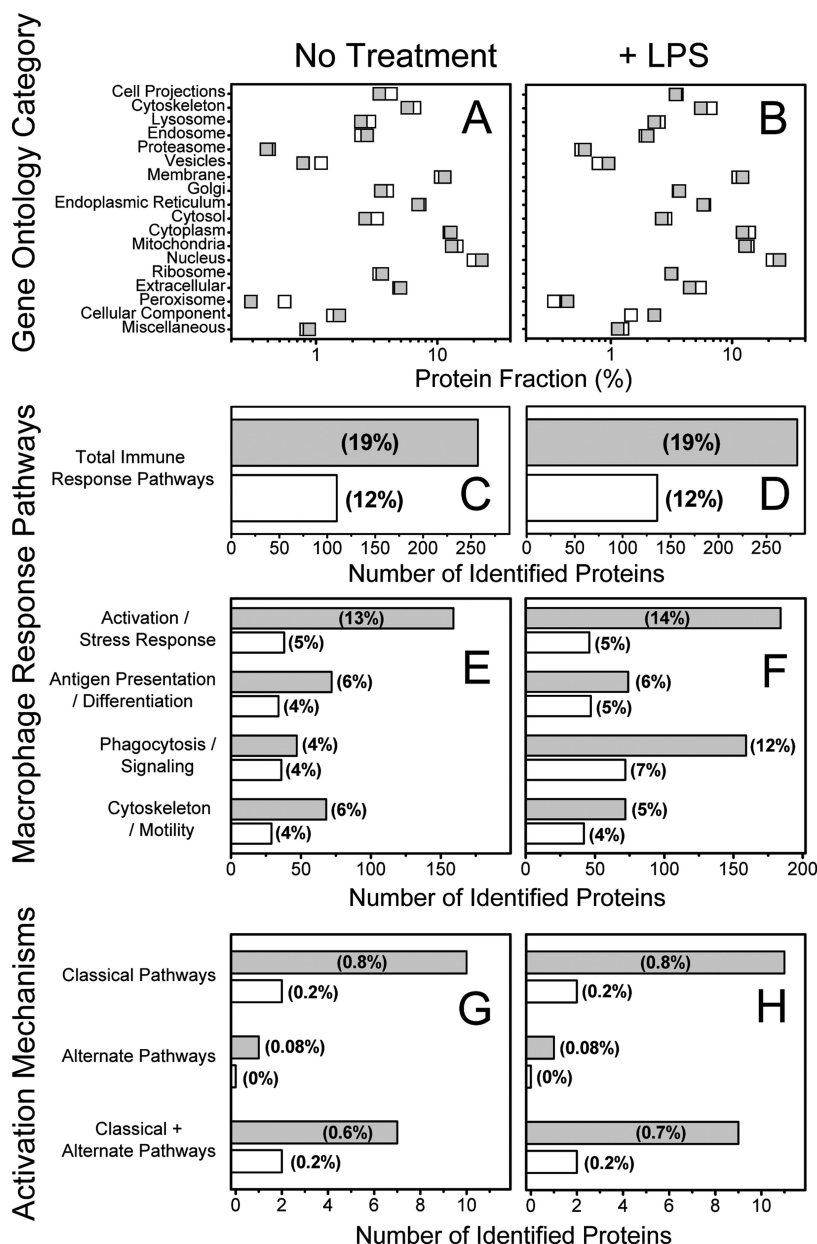 No Treatment
+ LPS
Gene Ontology Category
Cell Projections
Cytoskeleton
Lysosome
Endosome
Proteasome
Vesicles
Membrane
Golgi
Endoplasmic Reticulum
Cytosol
Cytoplasm
Mitochondria
Nucleus
Ribosome
Extracellular
Peroxisome
Cellular Component
Miscellaneous
A
B
1 10 1 10
Protein Fraction (%)
Macrophage Response Pathways
Total Immune
Response Pathways
(19%)
(12%)
C
(19%)
(12%)
D
0 50 100 150 200 250 0 50 100 150 200 250
Number of Identified Proteins
Activation /
Stress Response
Antigen Presentation
/ Differentiation
Phagocytosis /
Signaling
Cytoskeleton
/ Motility
(13%)
(5%)
(6%)
(4%)
(4%)
(4%)
(6%)
(4%)
E
(14%)
(5%)
(6%)
(5%)
(12%)
(7%)
(5%)
(4%)
F
0 50 100 150 0 50 100 150 200
Number of Identified Proteins
Activation Mechanisms
Classical Pathways
Alternate Pathways
Classical +
Alternate Pathways
(0.8%)
(0.2%)
(0.08%)
(0%)
(0.6%)
(0.2%)
G
(0.8%)
(0.2%)
(0.08%)
(0%)
(0.7%)
(0.2%)
H
0 2 4 6 8 10 0 2 4 6 8 10
Number of Identified Proteins